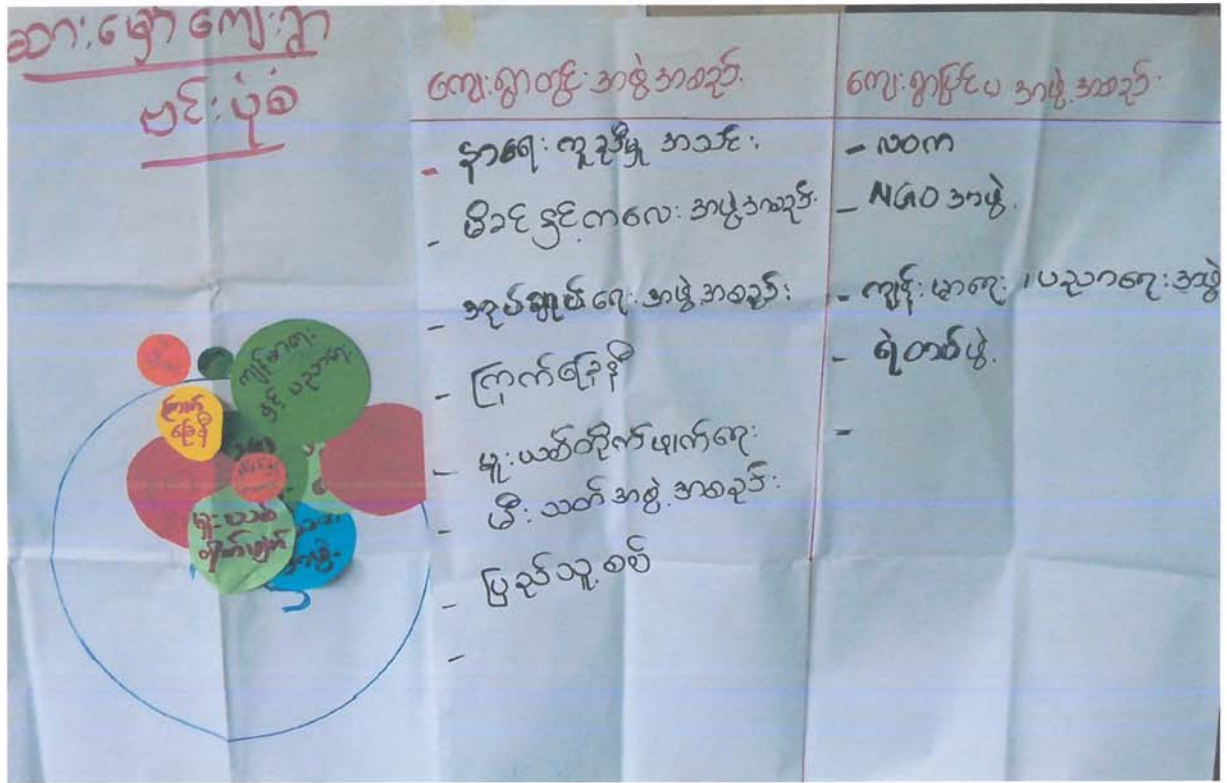 ဆားမှော်ကျေးရွာ
ဗင်းပုံစံ
ကျေးရွာတွင်းအဖွဲ့အစည်း
- နာရေးကူညီမှုအသင်း
- မိခင်နှင့်ကလေးအဖွဲ့အစည်း
- အုပ်ချုပ်ရေးအဖွဲ့အစည်း
- ကြက်ခြေနီ
- မူးယစ်တိုက်ဖျက်ရေး
- မီးသတ်အဖွဲ့အစည်း
- ပြည်သူ့စစ်
-
ကျေးရွာပြင်ပအဖွဲ့အစည်း
- လဝက
- NGO အဖွဲ့
- ကျန်းမာရေး/ပညာရေးအဖွဲ့
- ရဲတပ်ဖွဲ့
-
ကျန်းမာရေး
နှင့် ပညာရေး
ကြက်
ခြေနီ
မူးယစ်
တိုက်ဖျက်
အဖွဲ့